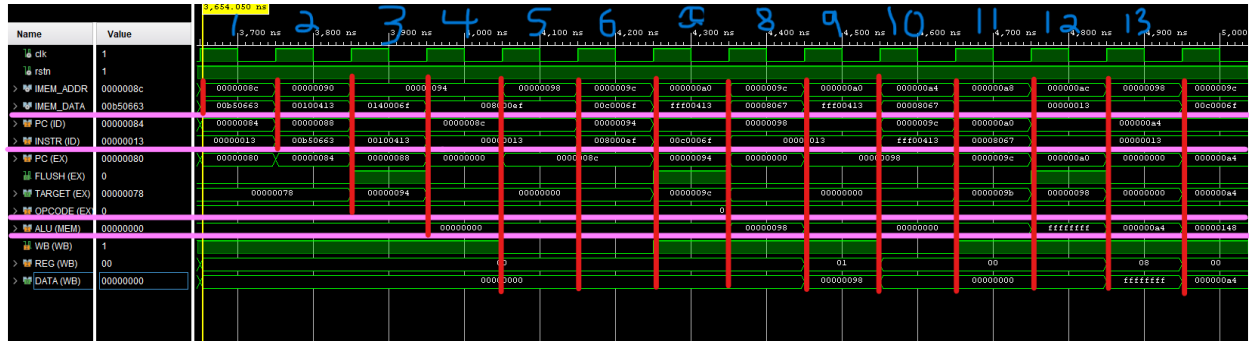 3,654.050 ns
1 2 3 4 5 6 7 8 9 10 11 12 13
Name Value
3,700 ns 3,800 ns 3,900 ns 4,000 ns 4,100 ns 4,200 ns 4,300 ns 4,400 ns 4,500 ns 4,600 ns 4,700 ns 4,800 ns 4,900 ns 5,000
clk 1
rstn 1
IMEM_ADDR 0000008c 0000008c 00000090 00000094 00000098 0000009c 000000a0 0000009c 000000a0 000000a4 000000a8 000000ac 00000098 0000009c
IMEM_DATA 00b50663 00b50663 00100413 0140006f 008000ef 00c0006f fff00413 00008067 fff00413 00008067 00000013 00c0006f
PC (ID) 00000084 00000084 00000088 0000008c 00000094 00000098 0000009c 000000a0 000000a4
INSTR (ID) 00000013 00000013 00b50663 00100413 00000013 008000ef 00c0006f 00000013 fff00413 00008067 00000013
PC (EX) 00000080 00000080 00000084 00000088 00000000 0000008c 00000094 00000000 00000098 0000009c 000000a0 00000000 000000a4
FLUSH (EX) 0
TARGET (EX) 00000078 00000078 00000094 00000000 0000009c 00000000 0000009b 00000098 00000000 000000a4
OPCODE (EX) 0 0
ALU (MEM) 00000000 00000000 00000098 00000000 ffffffff 000000a4 00000148
WB (WB) 1
REG (WB) 00 00 01 00 08 00
DATA (WB) 00000000 00000000 00000098 00000000 ffffffff 000000a4